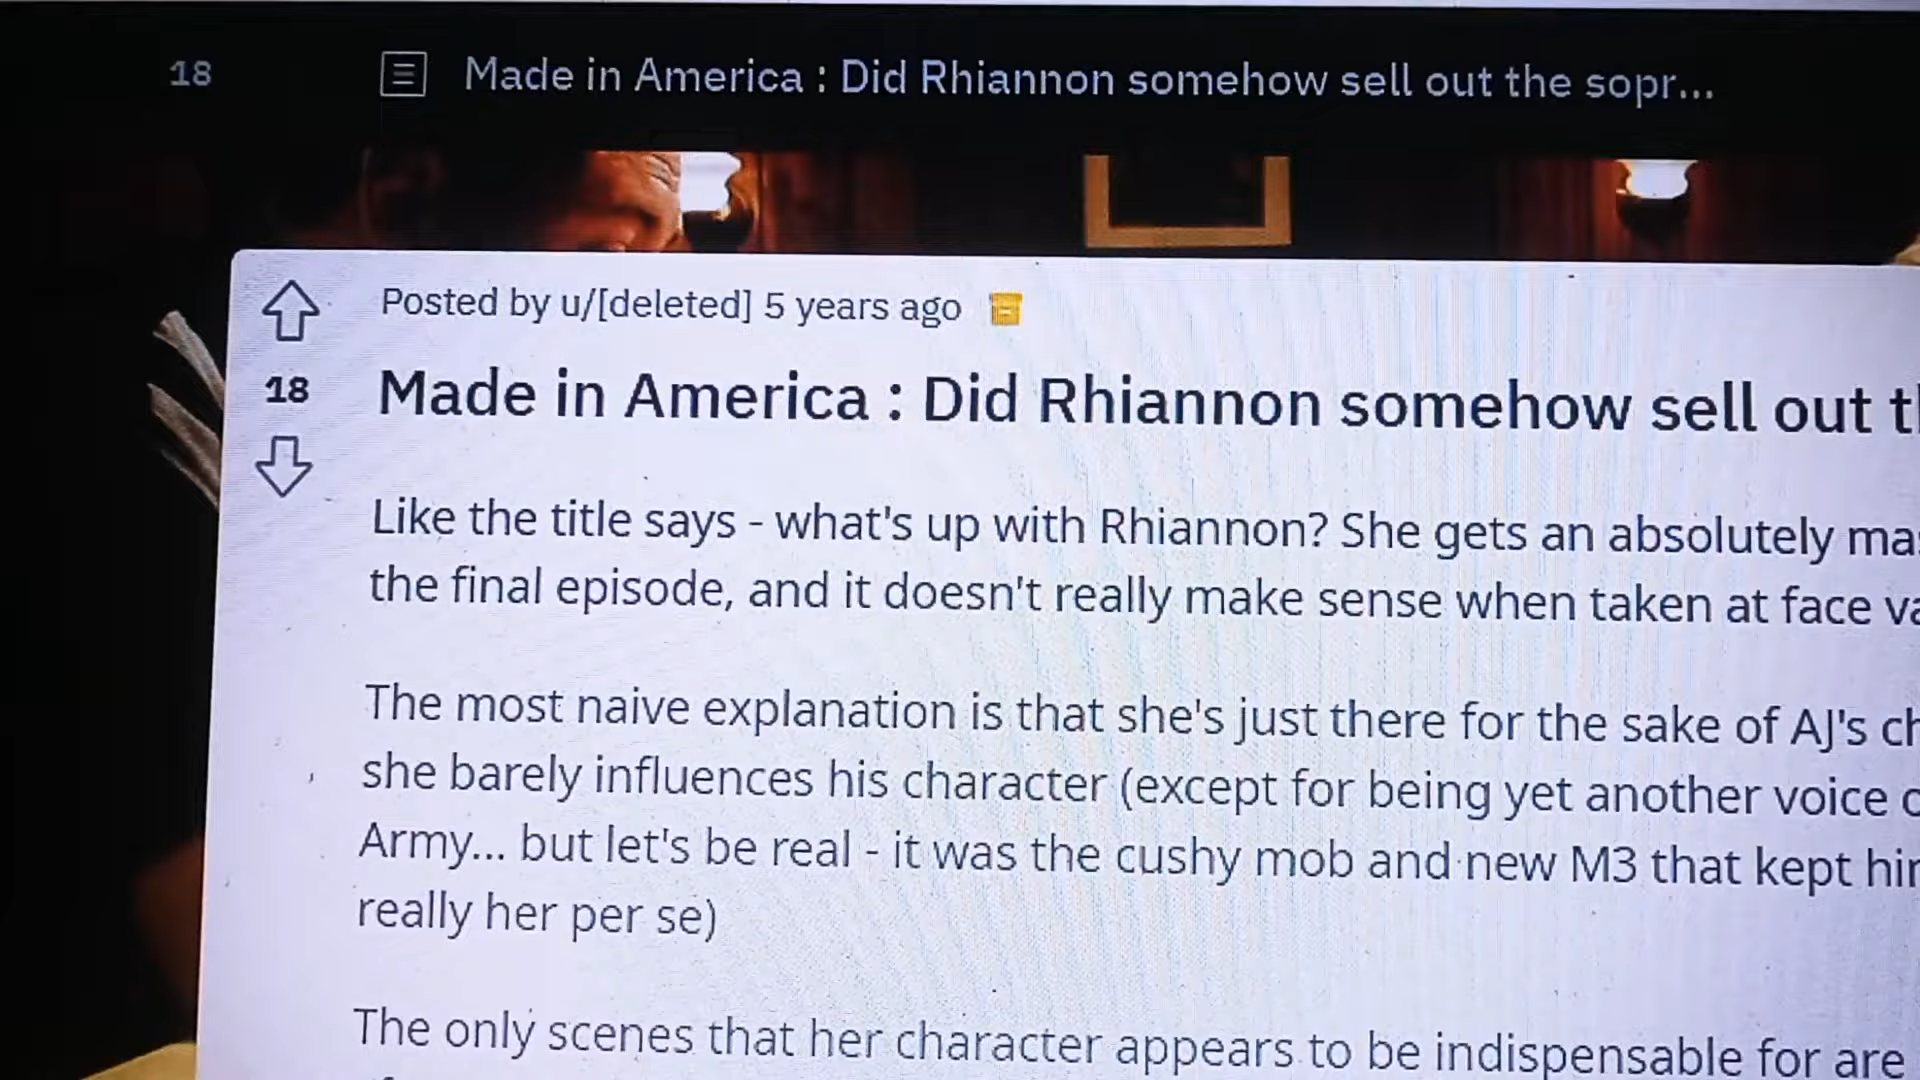 18
Made in America : Did Rhiannon somehow sell out the sopr...
Posted by u/[deleted] 5 years ago
18
Made in America : Did Rhiannon somehow sell out
Like the title says - what's up with Rhiannon? She gets an absolutely
the final episode, and it doesn't really make sense when taken at face
The most naive explanation is that she's just there for the sake of AJ's
she barely influences his character (except for being yet another voice
Army... but let's be real - it was the cushy mob and new M3 that kept
really her per se)
The only scenes that her character appears to be indispensable for are